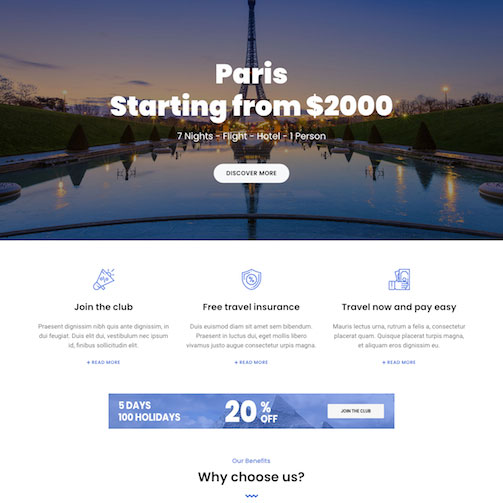 Paris
Starting from $2000
7 Nights - Flight - Hotel - 1 Person
DISCOVER MORE
Join the club
Praesent dignissim nibh quis ante dignissim, in
dui feugiat. Duis elit dui, vestibulum nec ipsum
id, finibus sollicitudin elit.
→ READ MORE
Free travel insurance
Duis euismod diam sit amet sem bibendum.
Praesent in luctus dui, eget mollis libero
vivamus justo augue consectetur urpis magna.
→ READ MORE
Travel now and pay easy
Mauris lectus urna, rutrum a felis a, consectetur
placerat quam. Quisque placerat turpis magna,
et aliquam eros dignissim eu.
→ READ MORE
5 DAYS
100 HOLIDAYS
20 % OFF
JOIN THE CLUB
Our Benefits
Why choose us?